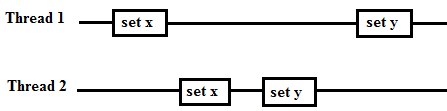 Thread 1 set x set y
Thread 2 set x set y